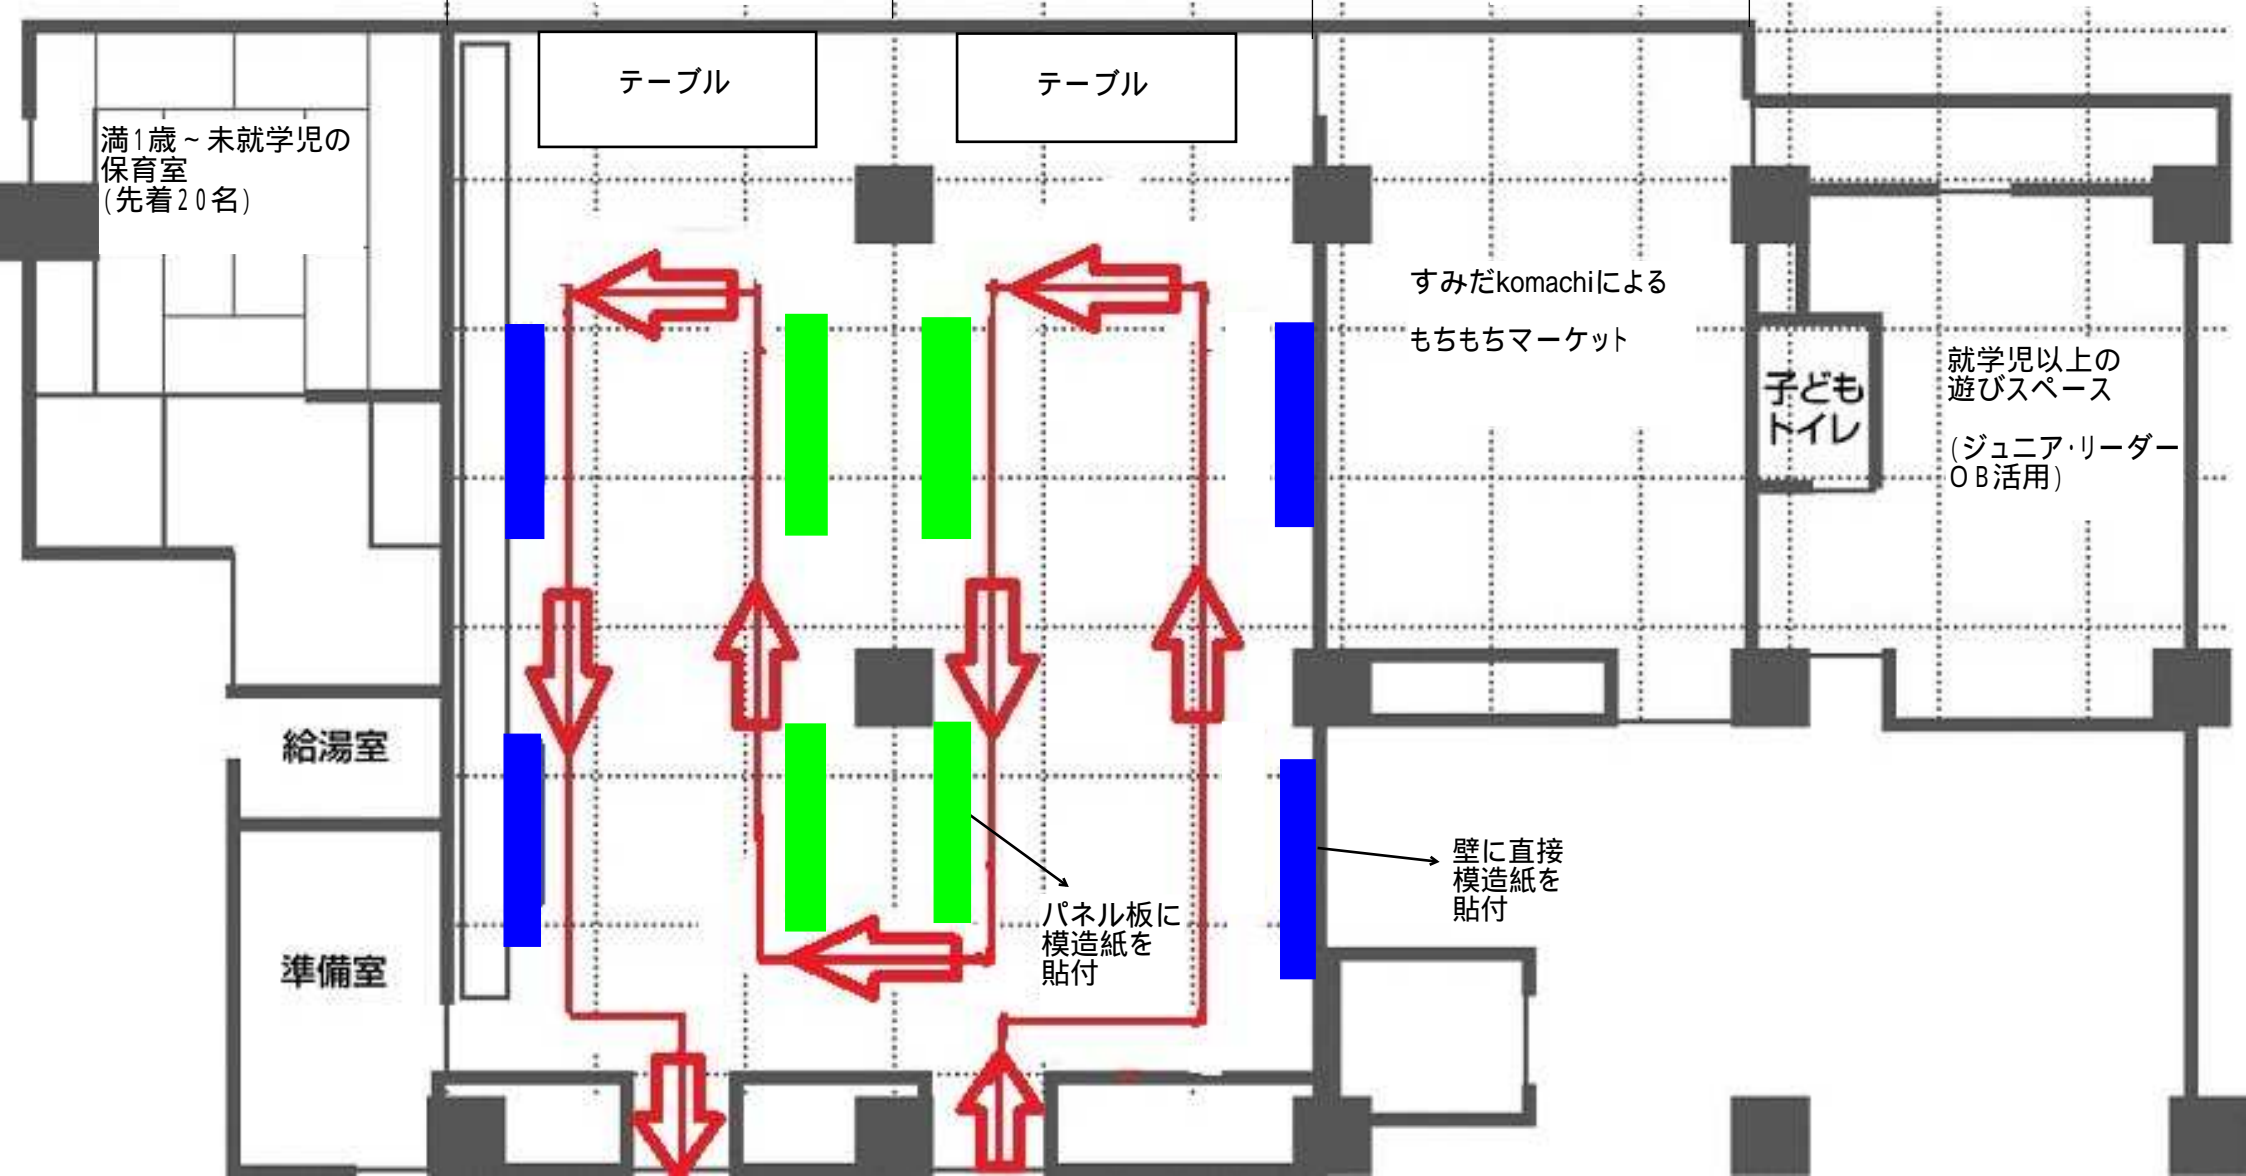 テーブル
テーブル
満1歳～未就学児の
保育室
(先着20名)
すみだkomachiによる
もちもちマーケット
子ども
トイレ
就学児以上の
遊びスペース
(ジュニア・リーダー
OB活用)
給湯室
準備室
パネル板に
模造紙を
貼付
壁に直接
模造紙を
貼付